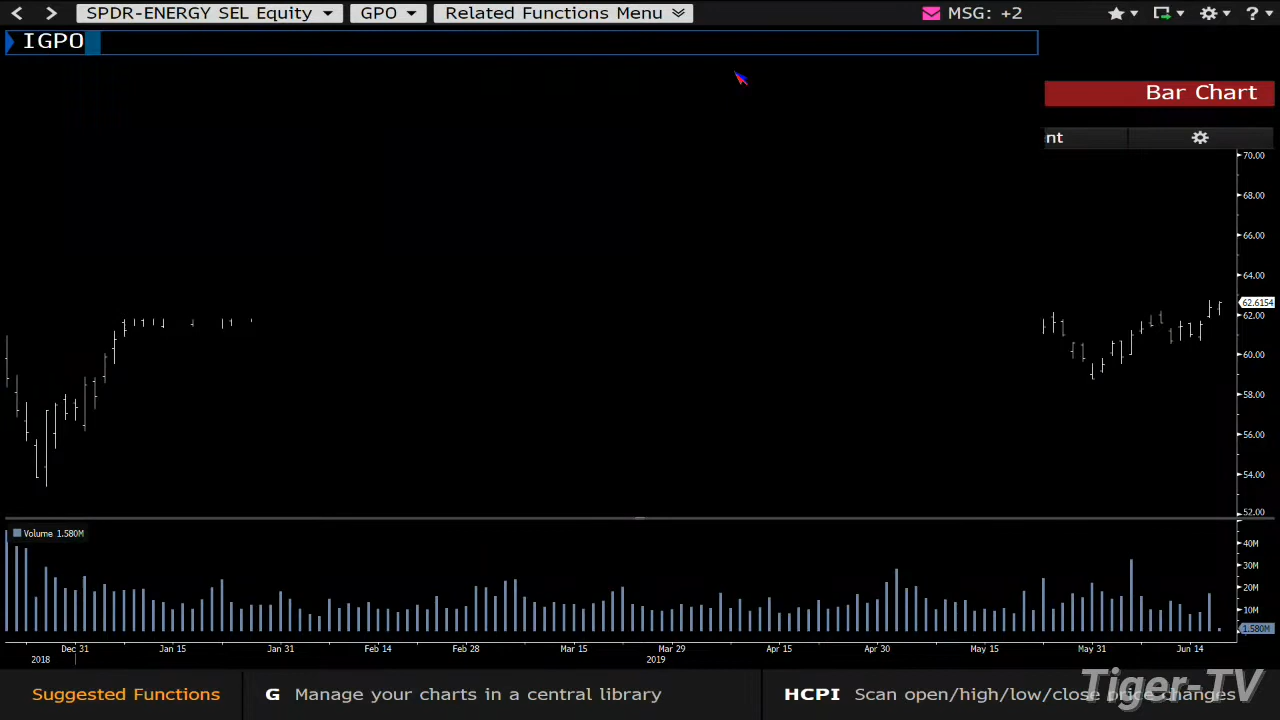 SPDR-ENERGY SEL Equity GPO Related Functions Menu MSG: +2 ?
IGPO
Bar Chart
nt
70.00
68.00
66.00
64.00
62.6154
62.00
60.00
58.00
56.00
54.00
52.00
Volume 1.580M
40M
30M
20M
10M
1.580M
Dec 31 Jan 15 Jan 31 Feb 14 Feb 28 Mar 15 Mar 29 Apr 15 Apr 30 May 15 May 31 Jun 14
2018 2019
Suggested Functions G Manage your charts in a central library HCPI Scan open/high/low/close price changes
Tiger-TV